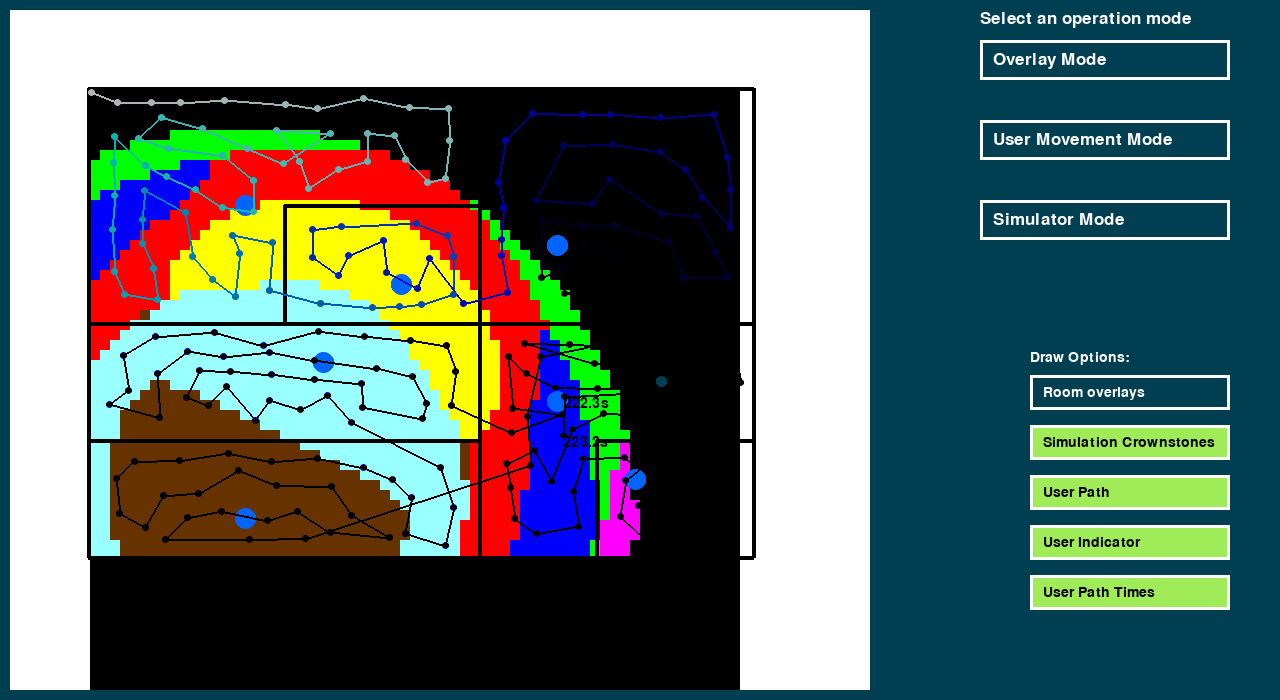 Select an operation mode
Overlay Mode
User Movement Mode
Simulator Mode
Draw Options:
Room overlays
Simulation Crownstones
User Path
User Indicator
User Path Times
222.3s
223.2s